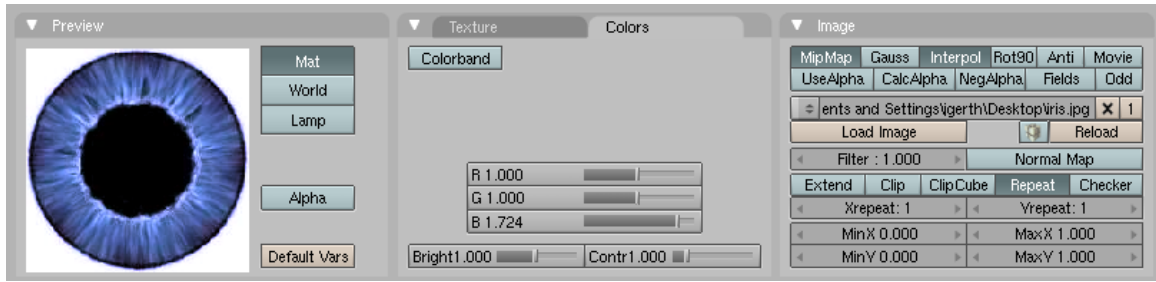 Preview
Mat
World
Lamp
Alpha
Default Vars
Texture Colors
Colorband
R 1.000
G 1.000
B 1.724
Bright1.000 Contr1.000
Image
MipMap Gauss Interpol Rot90 Anti Movie
UseAlpha CalcAlpha NegAlpha Fields Odd
ents and Settings\igerth\Desktop\iris.jpg X 1
Load Image Reload
Filter : 1.000 Normal Map
Extend Clip ClipCube Repeat Checker
Xrepeat: 1 Yrepeat: 1
MinX 0.000 MaxX 1.000
MinY 0.000 MaxY 1.000